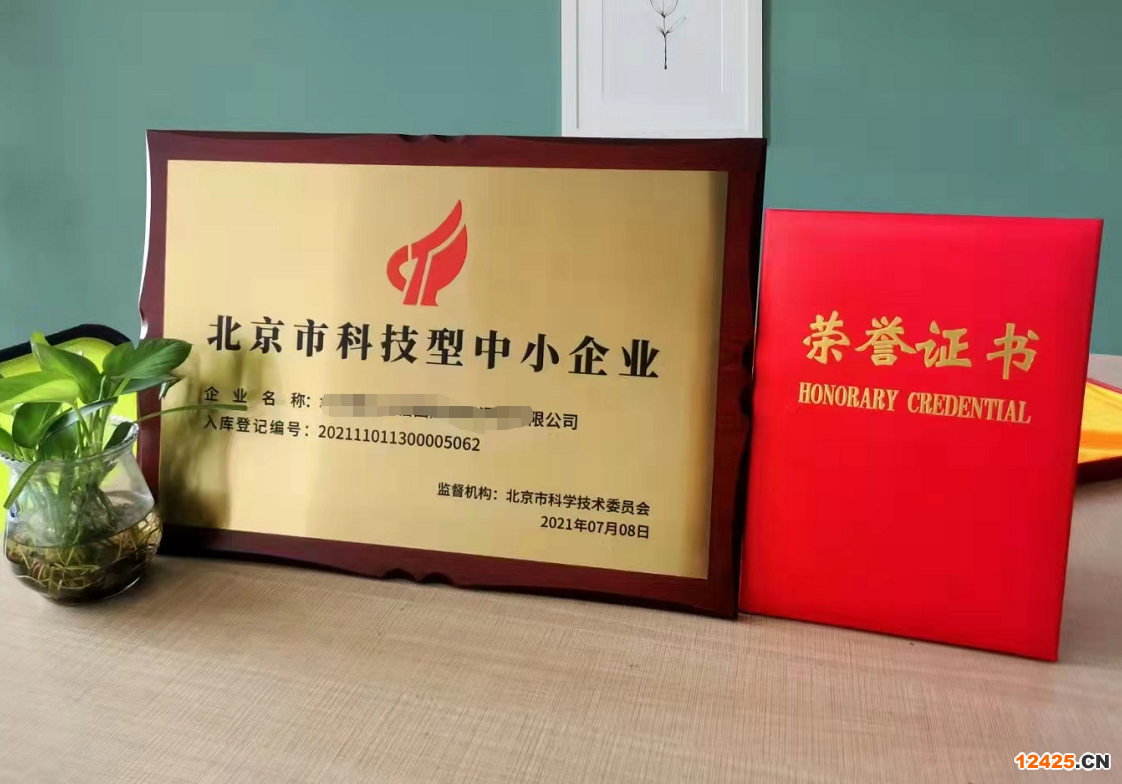 北京市科技型中小企业
企业名称: 限公司
入库登记编号: 202111011300005062
监督机构: 北京市科学技术委员会
2021年07月08日
荣誉证书
HONORARY CREDENTIAL
12425.CN